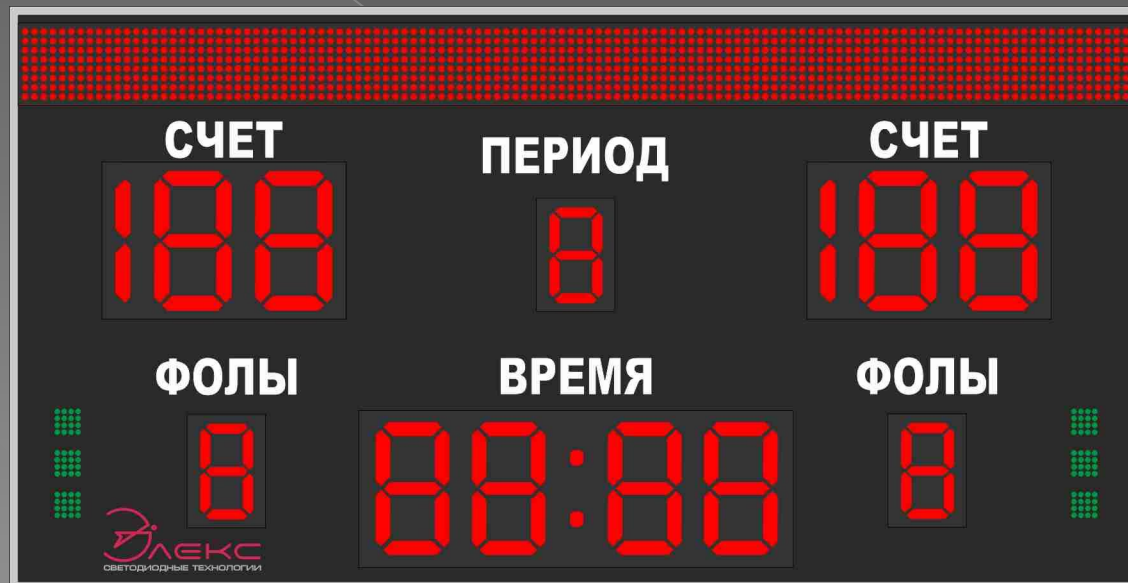 СЧЕТ ПЕРИОД СЧЕТ
188 8 188
ФОЛЫ ВРЕМЯ ФОЛЫ
8 88:88 8
ЭЛЕКС
СВЕТОДИОДНЫЕ ТЕХНОЛОГИИ